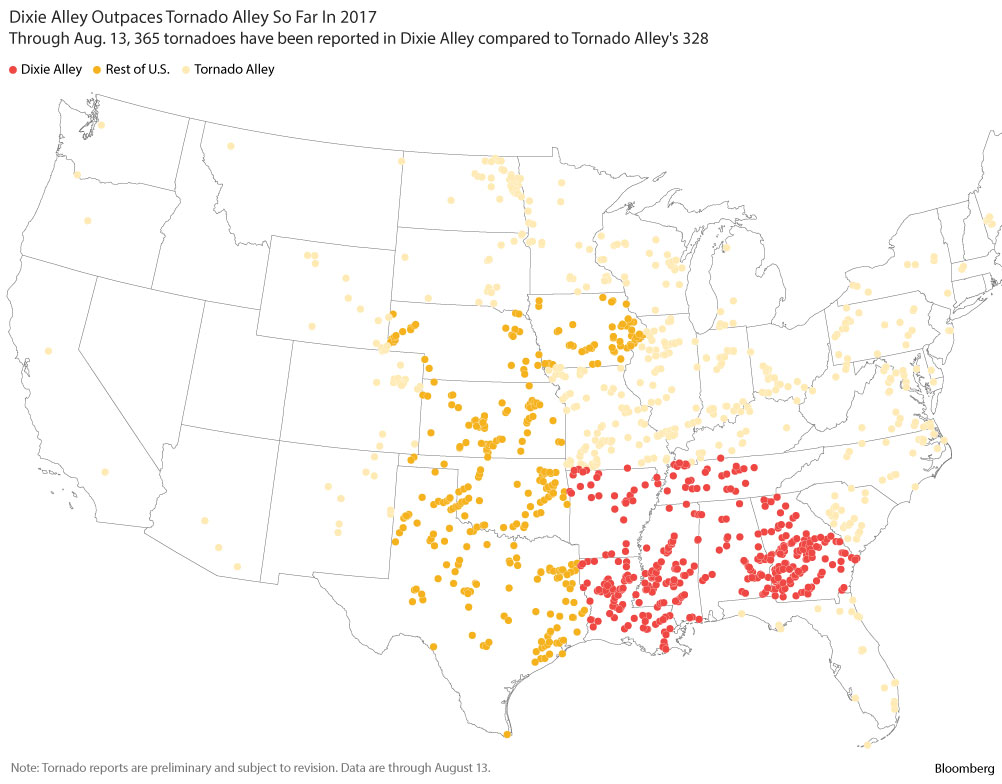 Dixie Alley Outpaces Tornado Alley So Far In 2017
Through Aug. 13, 365 tornadoes have been reported in Dixie Alley compared to Tornado Alley's 328
Dixie Alley Rest of U.S. Tornado Alley
Note: Tornado reports are preliminary and subject to revision. Data are through August 13.
Bloomberg